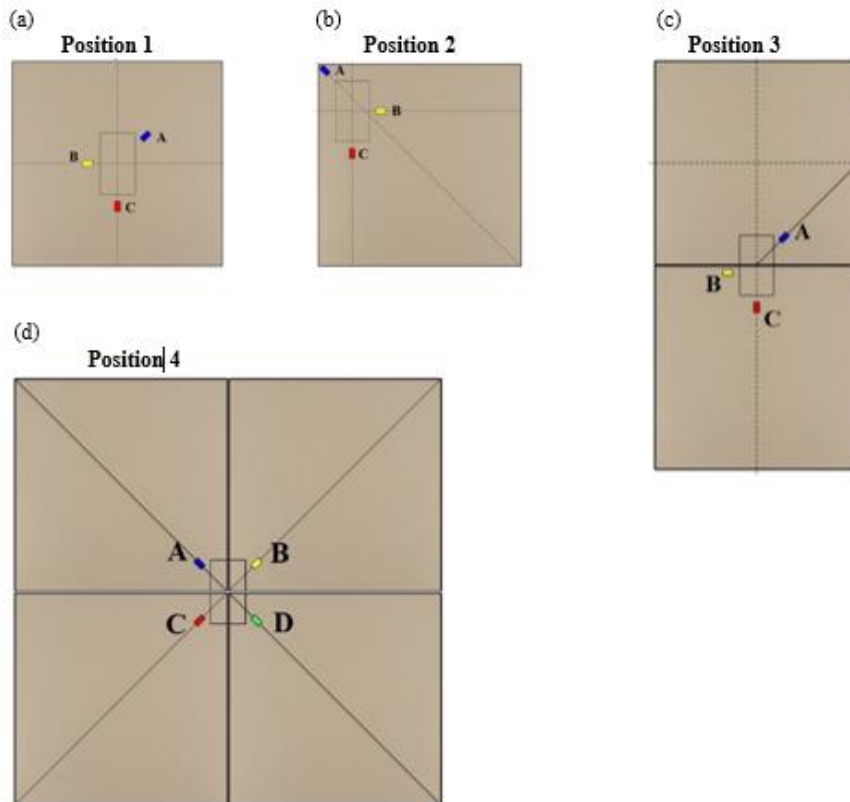 (a)
Position 1
A
B
C
(b)
Position 2
A
B
C
(c)
Position 3
A
B
C
(d)
Position 4
A
B
C
D